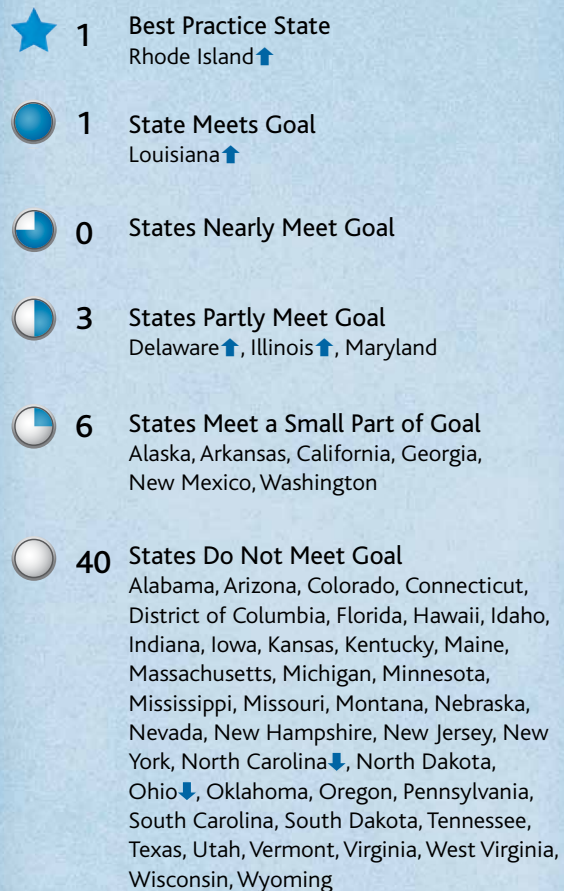 1 Best Practice State
Rhode Island⬆
1 State Meets Goal
Louisiana⬆
0 States Nearly Meet Goal
3 States Partly Meet Goal
Delaware⬆, Illinois⬆, Maryland
6 States Meet a Small Part of Goal
Alaska, Arkansas, California, Georgia,
New Mexico, Washington
40 States Do Not Meet Goal
Alabama, Arizona, Colorado, Connecticut,
District of Columbia, Florida, Hawaii, Idaho,
Indiana, Iowa, Kansas, Kentucky, Maine,
Massachusetts, Michigan, Minnesota,
Mississippi, Missouri, Montana, Nebraska,
Nevada, New Hampshire, New Jersey, New
York, North Carolina⬇, North Dakota,
Ohio⬇, Oklahoma, Oregon, Pennsylvania,
South Carolina, South Dakota, Tennessee,
Texas, Utah, Vermont, Virginia, West Virginia,
Wisconsin, Wyoming